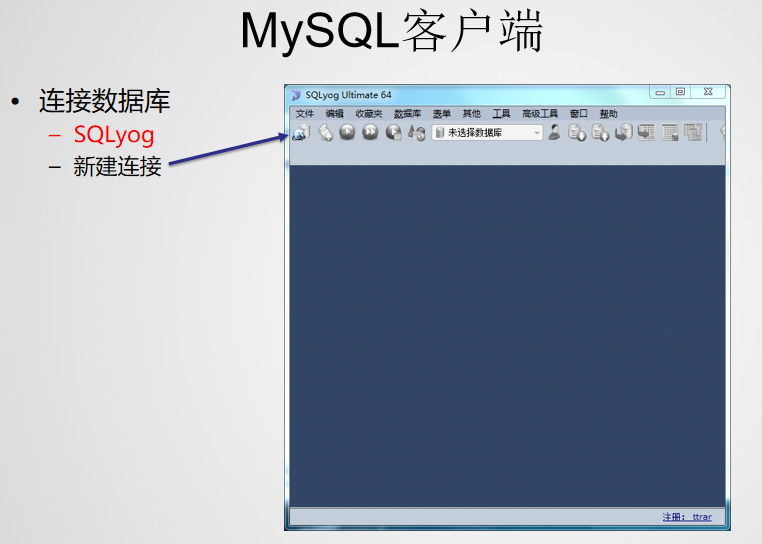 MySQL客户端
• 连接数据库
– SQLyog
– 新建连接
SQLyog Ultimate 64
文件 编辑 收藏夹 数据库 表单 其他 工具 高级工具 窗口 帮助
未选择数据库
注册: ttrar